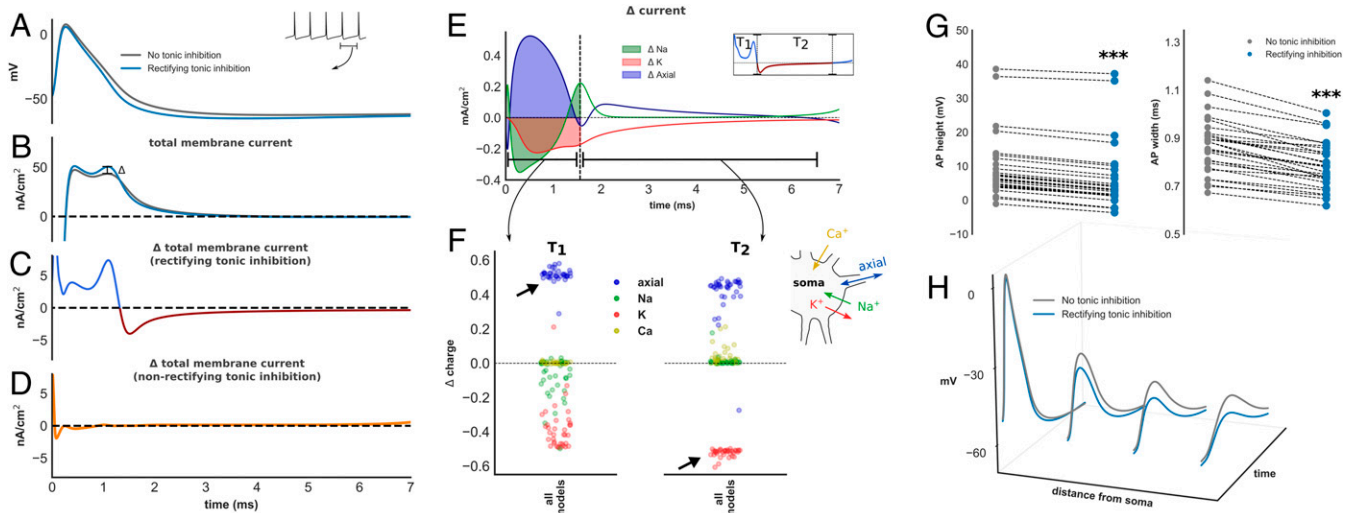 A
0
mV
−50
No tonic inhibition
Rectifying tonic inhibition
B
total membrane current
50
nA/cm²
0
Δ
C
Δ total membrane current
(rectifying tonic inhibition)
5
nA/cm²
0
−5
D
Δ total membrane current
(non-rectifying tonic inhibition)
5
nA/cm²
0
−5
0 1 2 3 4 5 6 7
time (ms)
E
Δ current
0.4
0.2
mA/cm²
0.0
−0.2
−0.4
Δ Na
Δ K
Δ Axial
T₁ T₂
0 1 2 3 4 5 6 7
time (ms)
F
T₁ T₂
0.6
0.4
0.2
Δ charge
0.0
−0.2
−0.4
−0.6
axial
Na
K
Ca
all
models
all
models
Ca⁺
axial
soma
K⁺
Na⁺
G
No tonic inhibition
Rectifying tonic inhibition
50
40
30
20
10
0
−10
AP height (mV)
***
1.3
1.1
0.9
0.7
0.5
AP width (ms)
***
H
No tonic inhibition
Rectifying tonic inhibition
0
−30
mV
−60
distance from soma
time